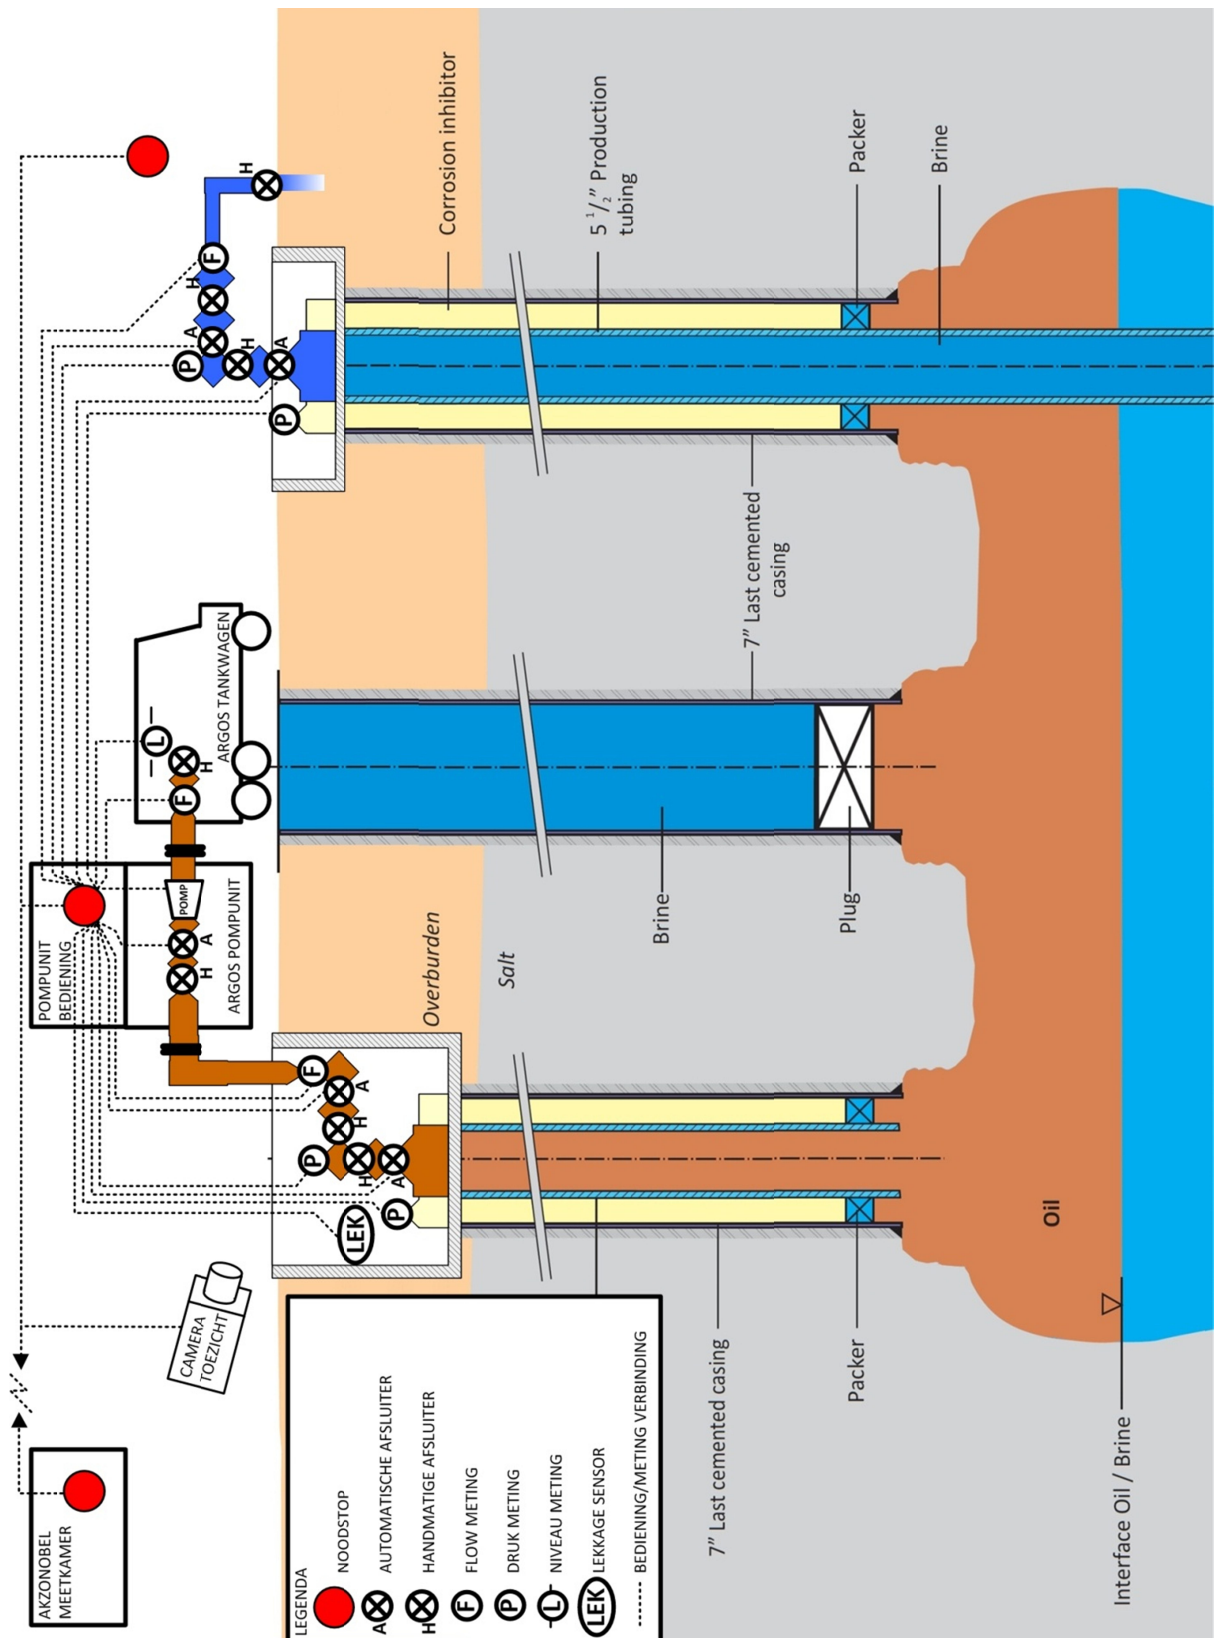 AKZONOBEL
MEETKAMER
CAMERA
TOEZICHT
POMPUNIT
BEDIENING
ARGOS POMPUNIT
POMP
ARGOS TANKWAGEN
LEK
P
P
H
A
H
A
F
H
A
F
H
L
P
P
A
H
A
H
F
H
LEGENDA
NOODSTOP
A AUTOMATISCHE AFSLUITER
H HANDMATIGE AFSLUITER
F FLOW METING
P DRUK METING
L NIVEAU METING
LEK LEKKAGE SENSOR
BEDIENING/METING VERBINDING
Overburden
Salt
Corrosion inhibitor
5 1/2” Production
tubing
Packer
Brine
7” Last cemented
casing
Brine
Plug
7” Last cemented casing
Packer
Oil
Interface Oil / Brine